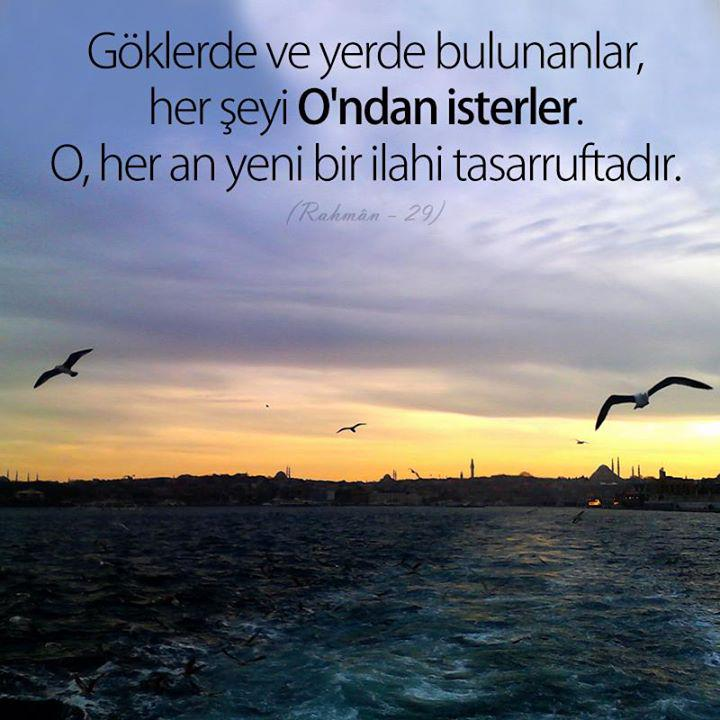 Göklerde ve yerde bulunanlar,
her şeyi O'ndan isterler.
O, her an yeni bir ilahi tasarruftadır.
(Rahmân - 29)